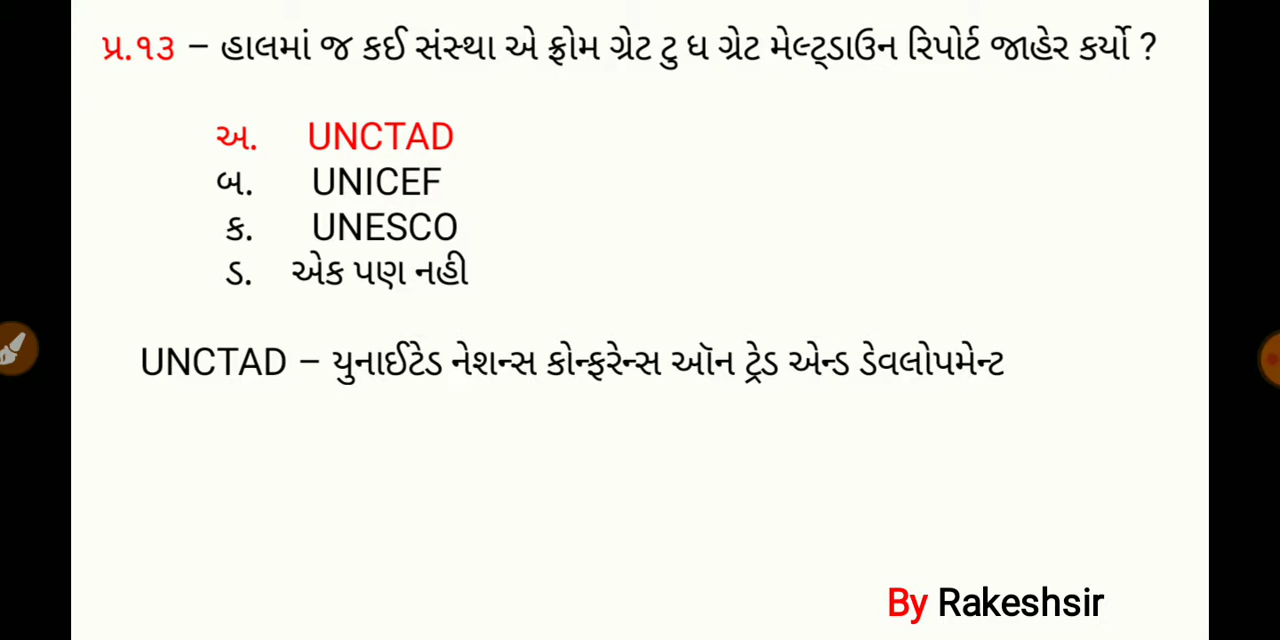 પ્ર.૧૩ – હાલમાં જ કઈ સંસ્થા એ ફ્રોમ ગ્રેટ ટુ ધ ગ્રેટ મેલ્ટ્ડાઉન રિપોર્ટ જાહેર કર્યો ?
અ. UNCTAD
બ. UNICEF
ક. UNESCO
ડ. એક પણ નહી
UNCTAD – યુનાઈટેડ નેશન્સ કોન્ફરેન્સ ઑન ટ્રેડ એન્ડ ડેવલોપમેન્ટ
By Rakeshsir